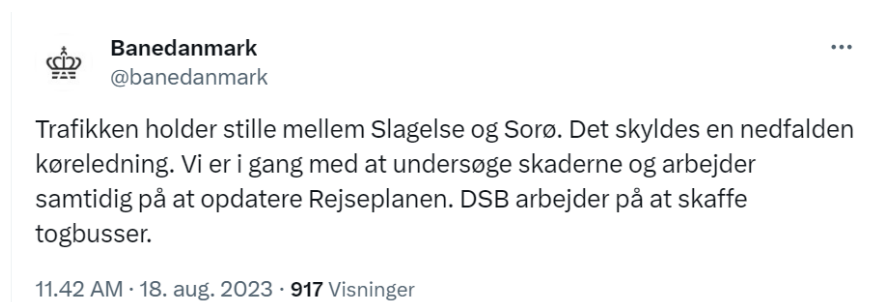 Banedanmark
@banedanmark
Trafikken holder stille mellem Slagelse og Sorø. Det skyldes en nedfalden
køreledning. Vi er i gang med at undersøge skaderne og arbejder
samtidig på at opdatere Rejseplanen. DSB arbejder på at skaffe
togbusser.
11.42 AM · 18. aug. 2023 · 917 Visninger